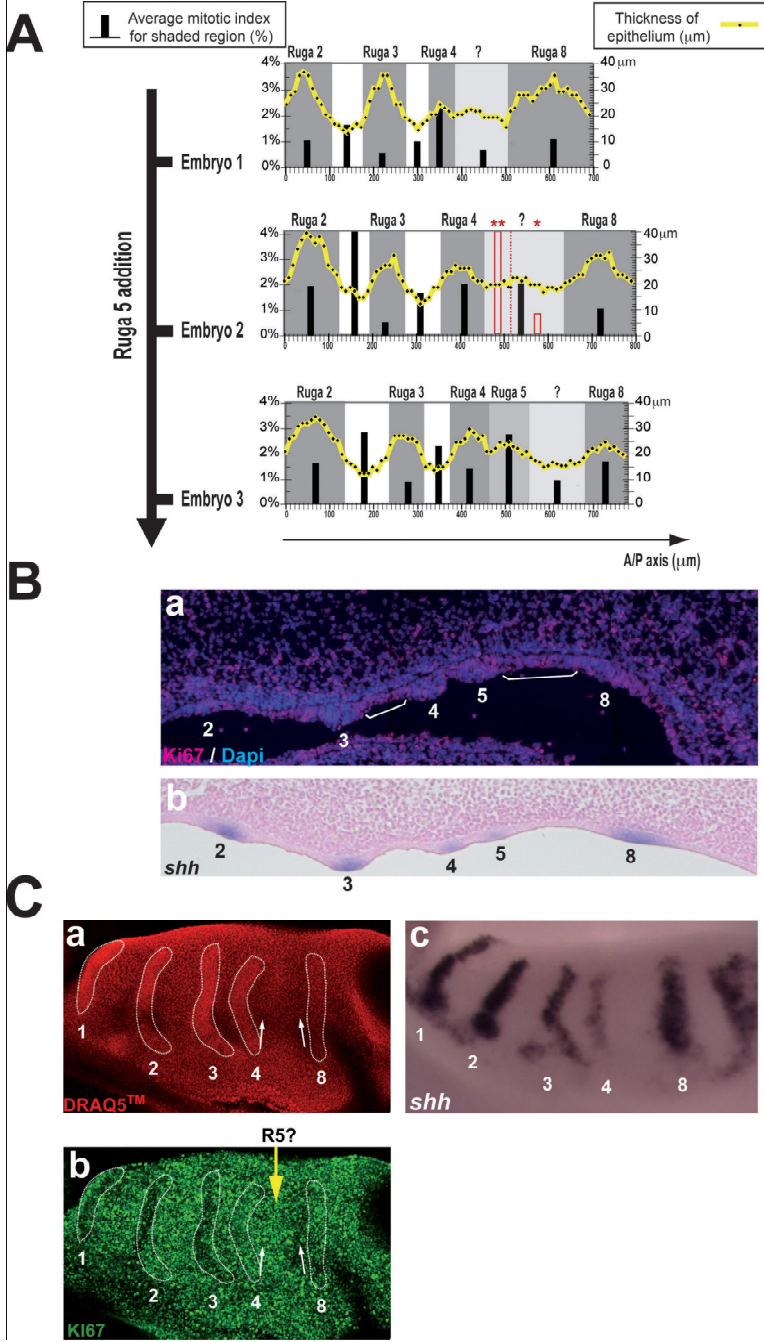 A
Average mitotic index
for shaded region (%)
Thickness of
epithelium (µm)
Ruga 5 addition
Embryo 1
Ruga 2 Ruga 3 Ruga 4 ? Ruga 8
4% 40 µm
3% 30
2% 20
1% 10
0% 0
0 100 200 300 400 500 600 700
Embryo 2
Ruga 2 Ruga 3 Ruga 4 ** ? * Ruga 8
4% 40 µm
3% 30
2% 20
1% 10
0% 0
0 100 200 300 400 500 600 700 800
Embryo 3
Ruga 2 Ruga 3 Ruga 4 Ruga 5 ? Ruga 8
4% 40 µm
3% 30
2% 20
1% 10
0% 0
0 100 200 300 400 500 600 700
A/P axis (µm)
B
a
2 3 4 5 8
Ki67 / Dapi
b
2 3 4 5 8
shh
C
a
1 2 3 4 8
DRAQ5™
c
1 2 3 4 8
shh
R5?
b
1 2 3 4 8
KI67